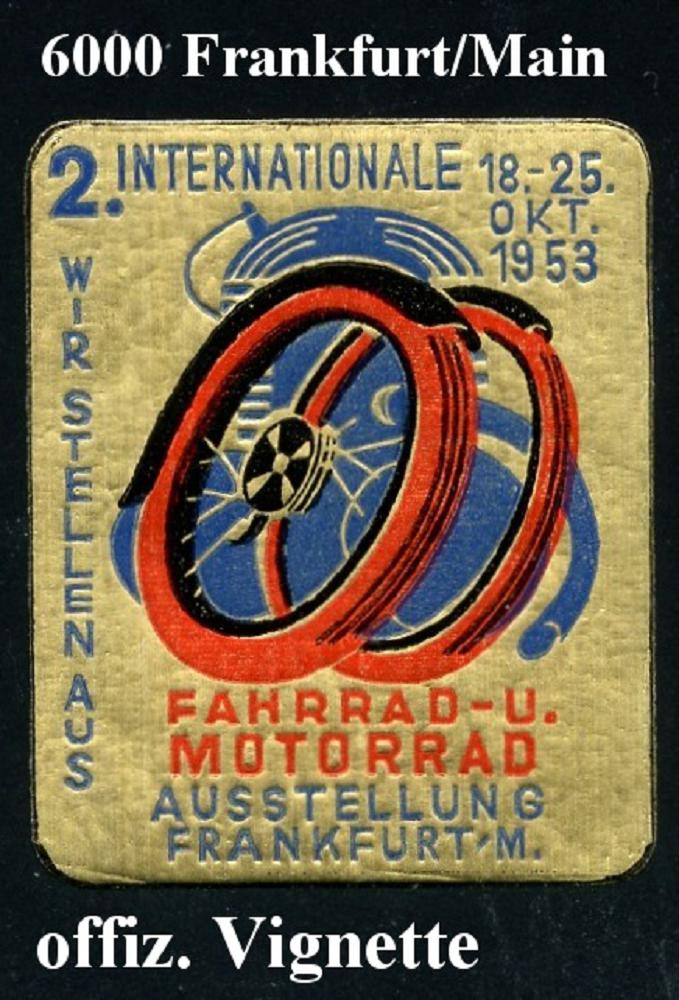 6000 Frankfurt/Main
2. INTERNATIONALE 18.-25.
OKT.
1953
WIR STELLEN AUS
FAHRRAD-U.
MOTORRAD
AUSSTELLUNG
FRANKFURT/M.
offiz. Vignette